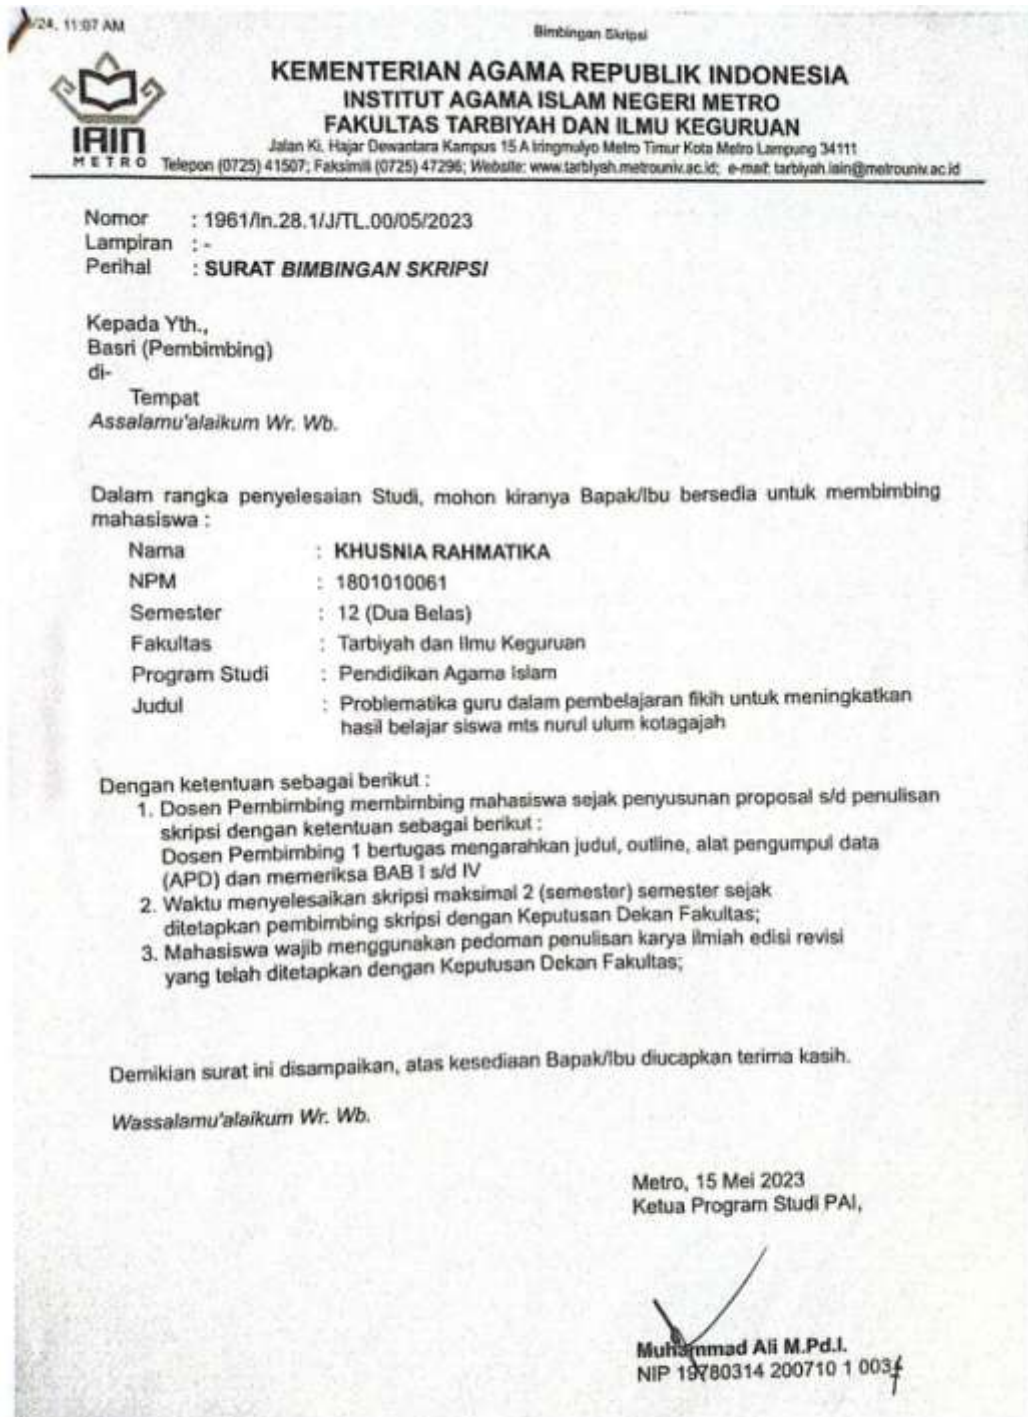 /24, 11:07 AM
Bimbingan Skripsi
KEMENTERIAN AGAMA REPUBLIK INDONESIA
INSTITUT AGAMA ISLAM NEGERI METRO
FAKULTAS TARBIYAH DAN ILMU KEGURUAN
IAIN
METRO
Jalan Ki. Hajar Dewantara Kampus 15 A Iringmulyo Metro Timur Kota Metro Lampung 34111
Telepon (0725) 41507; Faksimili (0725) 47296; Website: www.tarbiyah.metrouniv.ac.id; e-mail: tarbiyah.iain@metrouniv.ac.id
Nomor : 1961/In.28.1/J/TL.00/05/2023
Lampiran : -
Perihal : SURAT BIMBINGAN SKRIPSI
Kepada Yth.,
Basri (Pembimbing)
di-
Tempat
Assalamu'alaikum Wr. Wb.
Dalam rangka penyelesaian Studi, mohon kiranya Bapak/Ibu bersedia untuk membimbing
mahasiswa :
Nama : KHUSNIA RAHMATIKA
NPM : 1801010061
Semester : 12 (Dua Belas)
Fakultas : Tarbiyah dan Ilmu Keguruan
Program Studi : Pendidikan Agama Islam
Judul : Problematika guru dalam pembelajaran fikih untuk meningkatkan
hasil belajar siswa mts nurul ulum kotagajah
Dengan ketentuan sebagai berikut :
1. Dosen Pembimbing membimbing mahasiswa sejak penyusunan proposal s/d penulisan
skripsi dengan ketentuan sebagai berikut :
Dosen Pembimbing 1 bertugas mengarahkan judul, outline, alat pengumpul data
(APD) dan memeriksa BAB I s/d IV
2. Waktu menyelesaikan skripsi maksimal 2 (semester) semester sejak
ditetapkan pembimbing skripsi dengan Keputusan Dekan Fakultas;
3. Mahasiswa wajib menggunakan pedoman penulisan karya ilmiah edisi revisi
yang telah ditetapkan dengan Keputusan Dekan Fakultas;
Demikian surat ini disampaikan, atas kesediaan Bapak/Ibu diucapkan terima kasih.
Wassalamu'alaikum Wr. Wb.
Metro, 15 Mei 2023
Ketua Program Studi PAI,
Muhammad Ali M.Pd.I.
NIP 19780314 200710 1 003